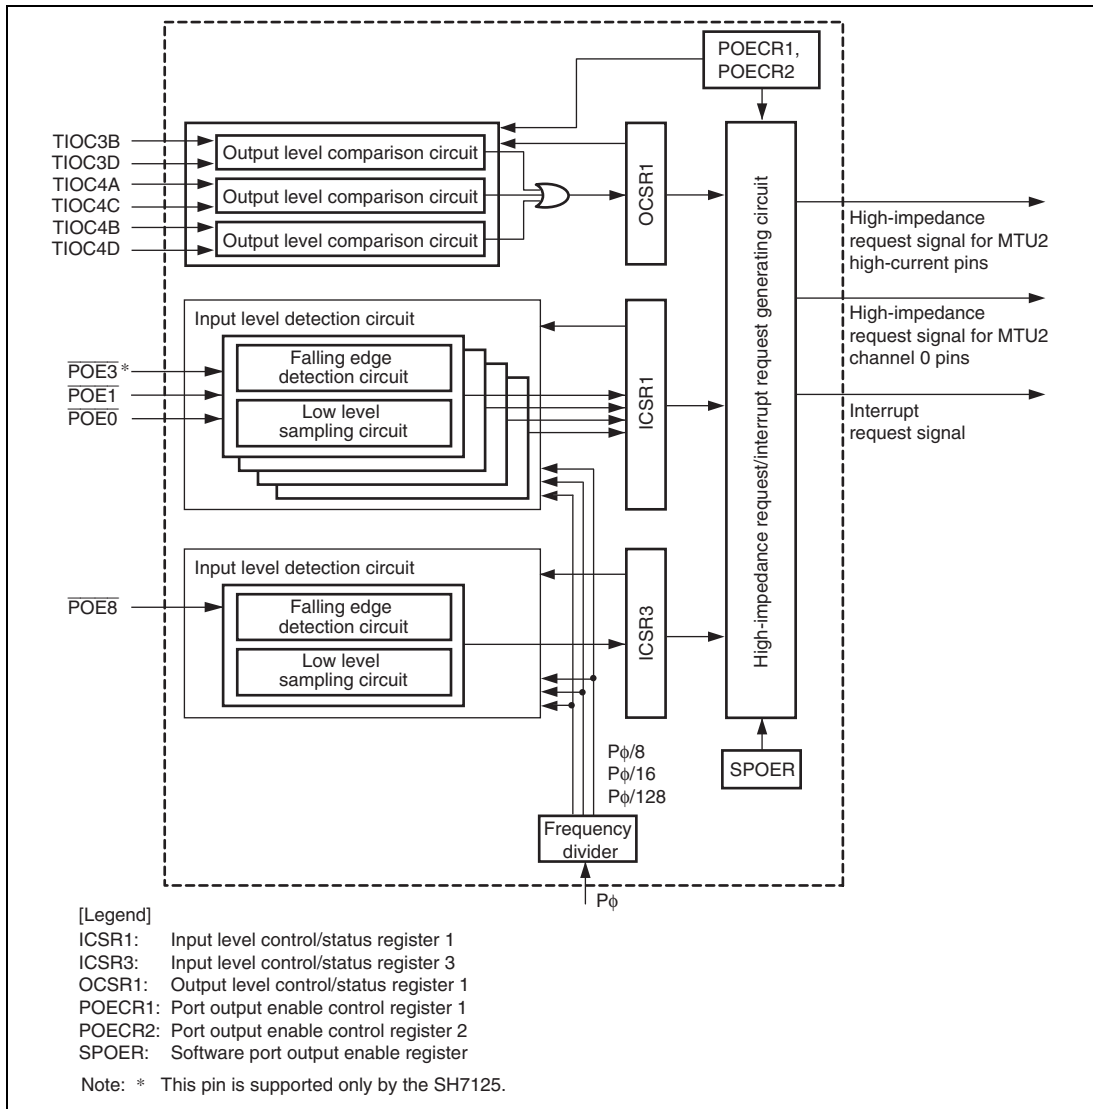 POECR1,
POECR2
TIOC3B
TIOC3D
TIOC4A
TIOC4C
TIOC4B
TIOC4D
Output level comparison circuit
Output level comparison circuit
Output level comparison circuit
OCSR1
High-impedance request/interrupt request generating circuit
High-impedance
request signal for MTU2
high-current pins
High-impedance
request signal for MTU2
channel 0 pins
Interrupt
request signal
Input level detection circuit
P̅O̅E̅3̅*
P̅O̅E̅1̅
P̅O̅E̅0̅
Falling edge
detection circuit
Low level
sampling circuit
ICSR1
Input level detection circuit
P̅O̅E̅8̅
Falling edge
detection circuit
Low level
sampling circuit
ICSR3
Pϕ/8
Pϕ/16
Pϕ/128
SPOER
Frequency
divider
Pϕ
[Legend]
ICSR1: Input level control/status register 1
ICSR3: Input level control/status register 3
OCSR1: Output level control/status register 1
POECR1: Port output enable control register 1
POECR2: Port output enable control register 2
SPOER: Software port output enable register
Note: * This pin is supported only by the SH7125.